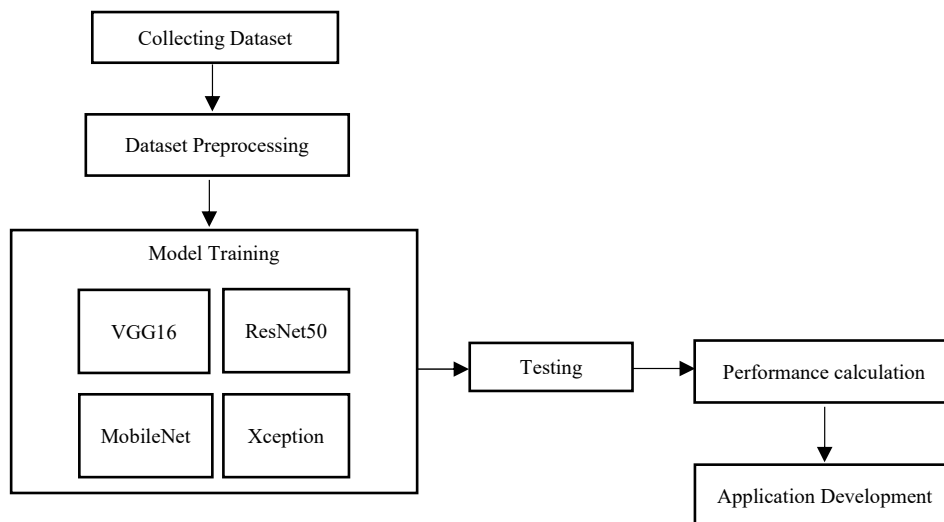 Collecting Dataset
Dataset Preprocessing
Model Training
VGG16
ResNet50
MobileNet
Xception
Testing
Performance calculation
Application Development